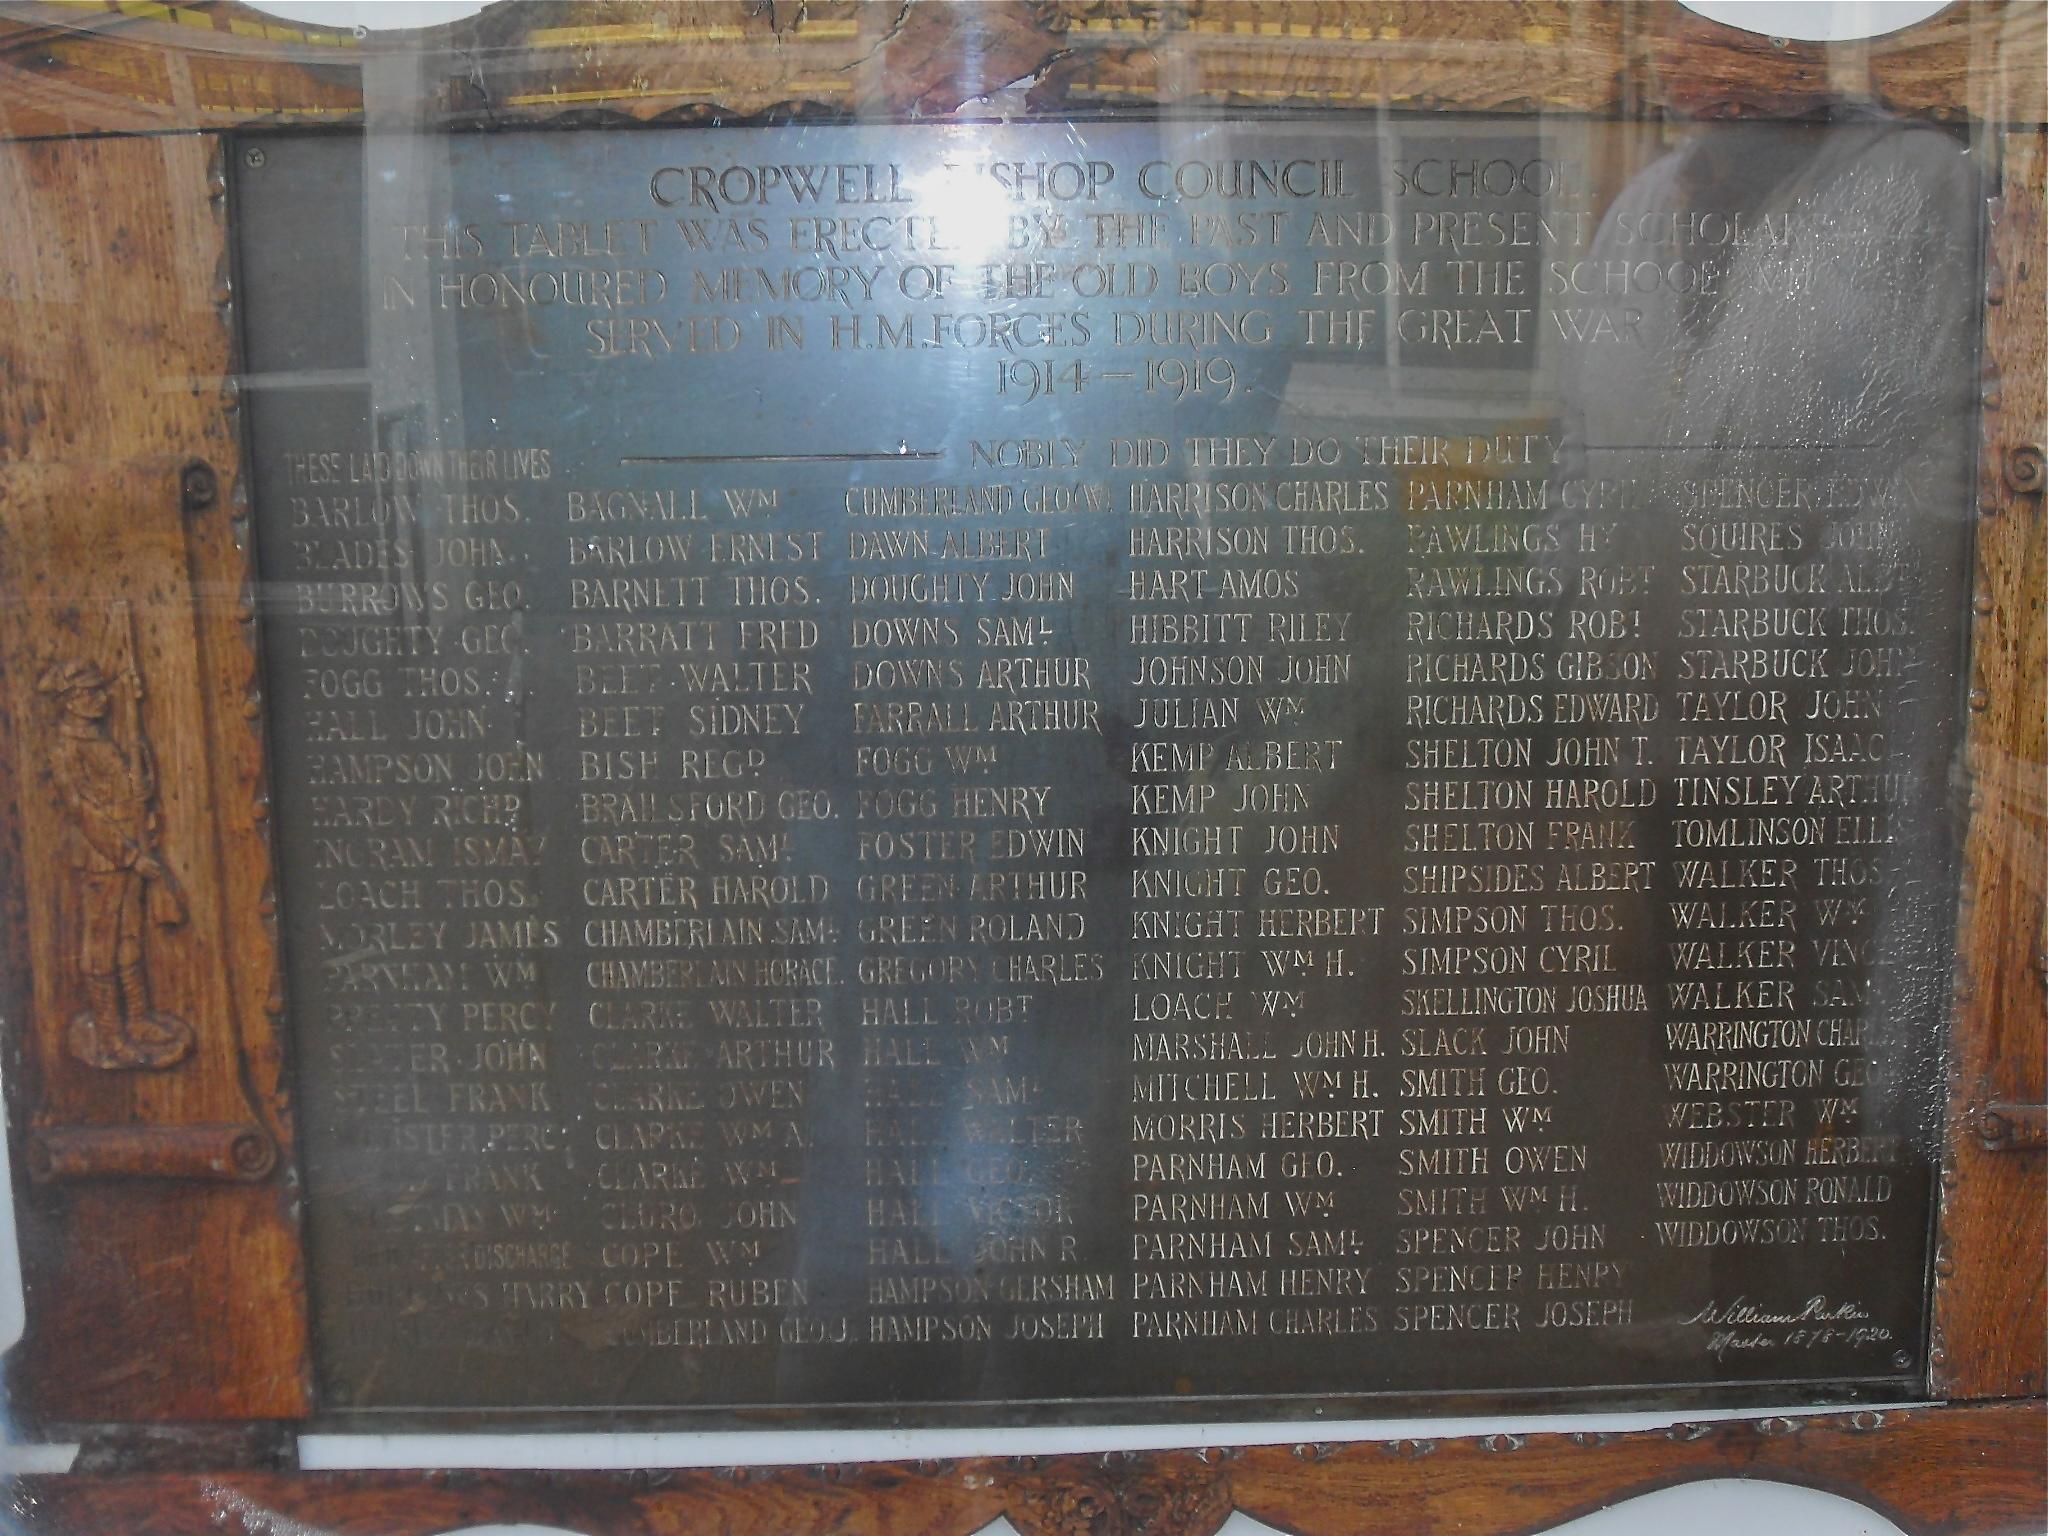 CROPWELL BISHOP COUNCIL SCHOOL
THIS TABLET WAS ERECTED BY THE PAST AND PRESENT SCHOLARS
IN HONOURED MEMORY OF THE OLD BOYS FROM THE SCHOOL WHO
SERVED IN H.M. FORCES DURING THE GREAT WAR
1914–1919.
NOBLY DID THEY DO THEIR DUTY
THESE LAID DOWN THEIR LIVES
BARLOW THOS.
BLADES JOHN.
BURROWS GEO.
DOUGHTY GEO.
FOGG THOS.
HALL JOHN
HAMPSON JOHN
HARDY RICHD
INGRAM ISMAY
LOACH THOS.
MORLEY JAMES
PARNHAM WM
PRETTY PERCY
JOHN
STEEL FRANK
PERCY
FRANK
WM
DISCHARGE
HARRY
BAGNALL WM
BARLOW ERNEST
BARNETT THOS.
BARRATT FRED
BEET WALTER
BEET SIDNEY
BISH REGD
BRAILSFORD GEO.
CARTER SAML
CARTER HAROLD
CHAMBERLAIN SAML
CHAMBERLAIN HORACE.
CLARKE WALTER
CLARKE ARTHUR
CLARKE OWEN
CLARKE WM A.
CLARKE WM
CLURO JOHN
COPE WM
COPE RUBEN
CUMBERLAND GEO.J.
CUMBERLAND GEO(W)
DAWN ALBERT
DOUGHTY JOHN
DOWNS SAML
DOWNS ARTHUR
FARRALL ARTHUR
FOGG WM
FOGG HENRY
FOSTER EDWIN
GREEN ARTHUR
GREEN ROLAND
GREGORY CHARLES
HALL ROBT
HALL WM
HALL SAML
HALL WALTER
HALL GEO.
HALL VICTOR
HALL JOHN R
HAMPSON GERSHAM
HAMPSON JOSEPH
HARRISON CHARLES
HARRISON THOS.
HART AMOS
HIBBITT RILEY
JOHNSON JOHN
JULIAN WM
KEMP ALBERT
KEMP JOHN
KNIGHT JOHN
KNIGHT GEO.
KNIGHT HERBERT
KNIGHT WM H.
LOACH WM
MARSHALL JOHN H.
MITCHELL WM H.
MORRIS HERBERT
PARNHAM GEO.
PARNHAM WM
PARNHAM SAML
PARNHAM HENRY
PARNHAM CHARLES
PARNHAM CYRIL
RAWLINGS HY
RAWLINGS ROBT
RICHARDS ROBT
RICHARDS GIBSON
RICHARDS EDWARD
SHELTON JOHN T.
SHELTON HAROLD
SHELTON FRANK
SHIPSIDES ALBERT
SIMPSON THOS.
SIMPSON CYRIL
SKELLINGTON JOSHUA
SLACK JOHN
SMITH GEO.
SMITH WM
SMITH OWEN
SMITH WM H.
SPENCER JOHN
SPENCER HENRY
SPENCER JOSEPH
SPENCER
SQUIRES JOHN
STARBUCK
STARBUCK THOS.
STARBUCK JOHN
TAYLOR JOHN
TAYLOR ISAAC
TINSLEY ARTHUR
TOMLINSON
WALKER THOS
WALKER WM
WALKER
WALKER
WARRINGTON
WARRINGTON GEO
WEBSTER WM
WIDDOWSON HERBERT
WIDDOWSON RONALD
WIDDOWSON THOS.
William
Master 1878–1920.